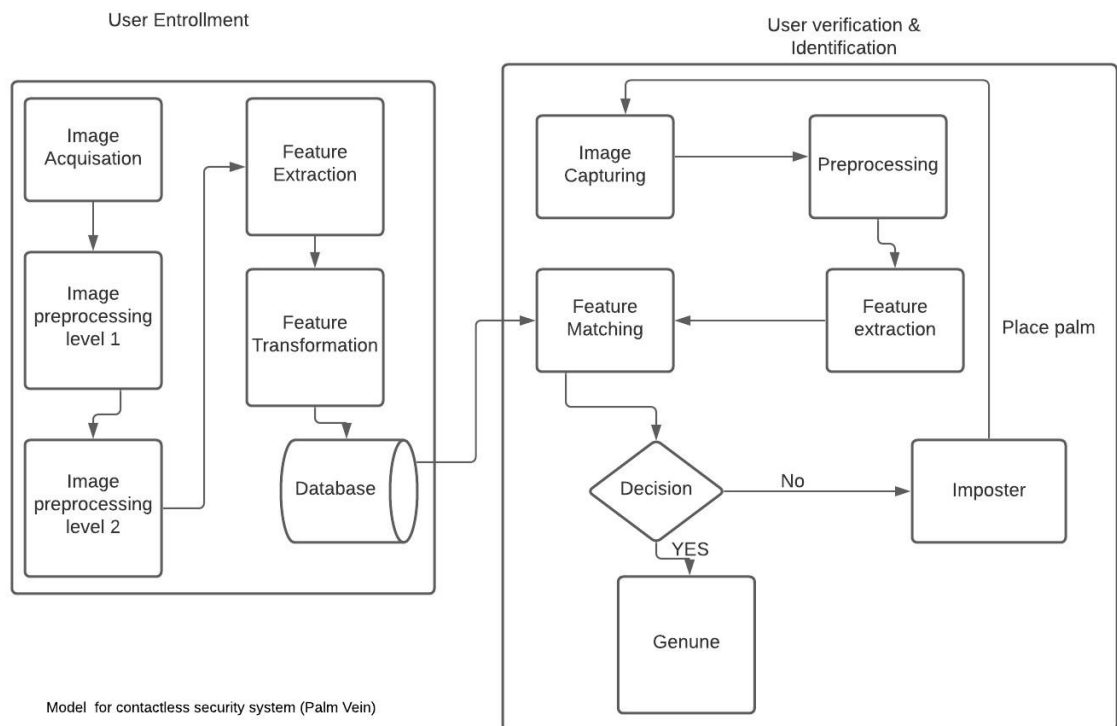 User Entrollment
User verification &
Identification
Image
Acquisation
Feature
Extraction
Image
Capturing
Preprocessing
Image
preprocessing
level 1
Feature
Transformation
Feature
Matching
Feature
extraction
Place palm
Image
preprocessing
level 2
Database
Decision
No
Imposter
YES
Genune
Model for contactless security system (Palm Vein)